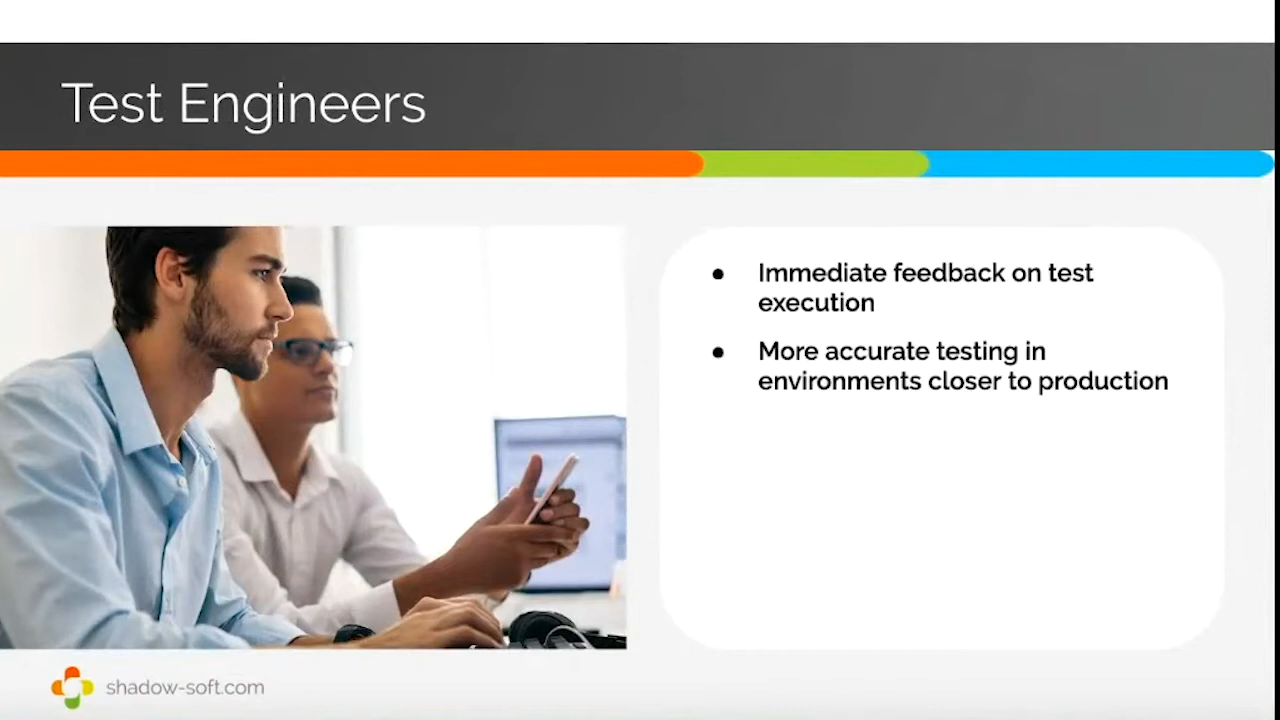 Test Engineers
● Immediate feedback on test
execution
● More accurate testing in
environments closer to production
shadow-soft.com